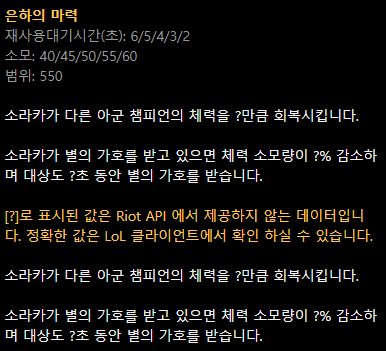 은하의 마력
재사용대기시간(초): 6/5/4/3/2
소모: 40/45/50/55/60
범위: 550
소라카가 다른 아군 챔피언의 체력을 ?만큼 회복시킵니다.
소라카가 별의 가호를 받고 있으면 체력 소모량이 ?% 감소하
며 대상도 ?초 동안 별의 가호를 받습니다.
[?]로 표시된 값은 Riot API 에서 제공하지 않는 데이터입니
다. 정확한 값은 LoL 클라이언트에서 확인 하실 수 있습니다.
소라카가 다른 아군 챔피언의 체력을 ?만큼 회복시킵니다.
소라카가 별의 가호를 받고 있으면 체력 소모량이 ?% 감소하
며 대상도 ?초 동안 별의 가호를 받습니다.